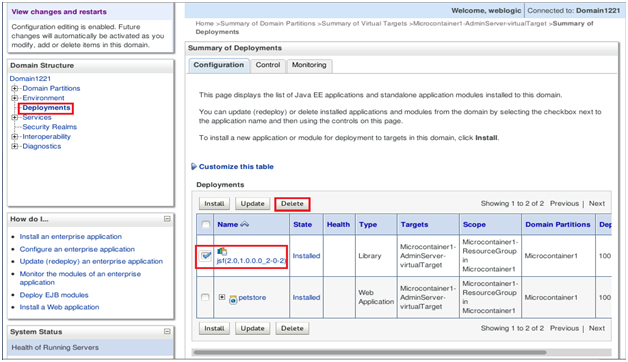 View changes and restarts
Configuration editing is enabled. Future
changes will automatically be activated as you
modify, add or delete items in this domain.
Domain Structure
Domain1221
Domain Partitions
Environment
Deployments
Services
Security Realms
Interoperability
Diagnostics
How do I...
Install an enterprise application
Configure an enterprise application
Update (redeploy) an enterprise application
Monitor the modules of an enterprise
application
Deploy EJB modules
Install a Web application
System Status
Health of Running Servers
Welcome, weblogic Connected to: Domain1221
Home >Summary of Domain Partitions >Summary of Virtual Targets >Microcontainer1-AdminServer-virtualTarget >Summary of
Deployments
Summary of Deployments
Configuration Control Monitoring
This page displays the list of Java EE applications and standalone application modules installed to this domain.
You can update (redeploy) or delete installed applications and modules from the domain by selecting the checkbox next to
the application name and then using the controls on this page.
To install a new application or module for deployment to targets in this domain, click Install.
Customize this table
Deployments
Install Update Delete Showing 1 to 2 of 2 Previous | Next
Name State Health Type Targets Scope Domain Partitions Dep
jsf(2.0,1.0.0.0_2-0-2) Installed Library Microcontainer1-
AdminServer-
virtualTarget Microcontainer1-
ResourceGroup
in
Microcontainer1 Microcontainer1 100
petstore Installed Web
Application Microcontainer1-
AdminServer-
virtualTarget Microcontainer1-
ResourceGroup
in
Microcontainer1 Microcontainer1 100
Install Update Delete Showing 1 to 2 of 2 Previous | Next